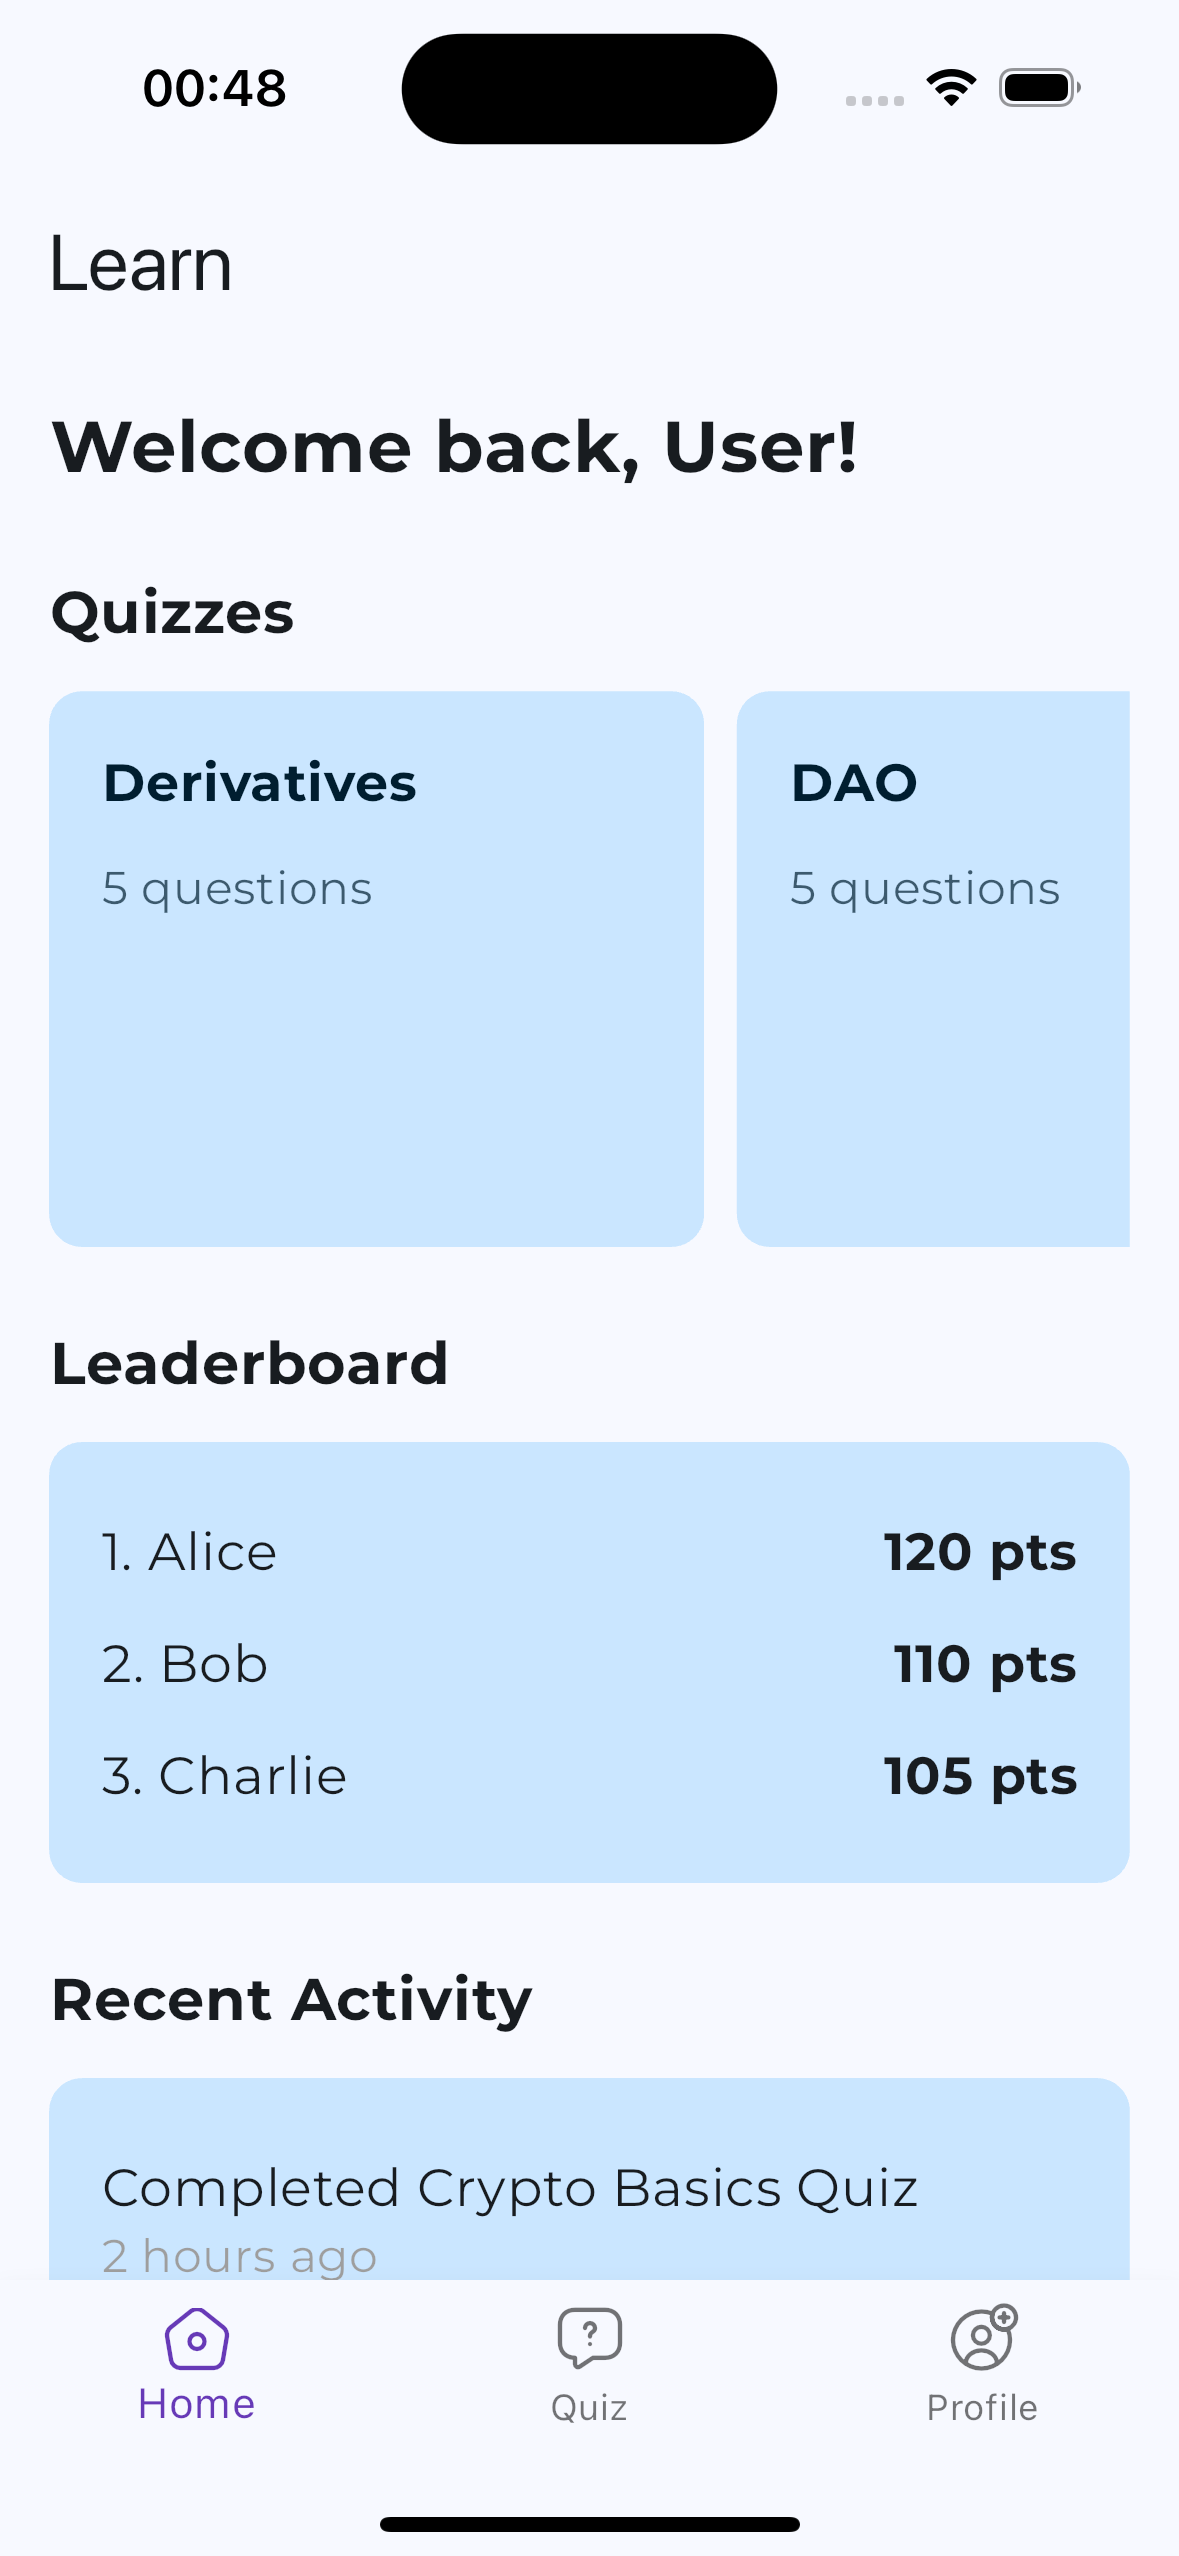 00:48
Learn
Welcome back, User!
Quizzes
Derivatives
5 questions
DAO
5 questions
Leaderboard
1. Alice 120 pts
2. Bob 110 pts
3. Charlie 105 pts
Recent Activity
Completed Crypto Basics Quiz
2 hours ago
Home
Quiz
Profile